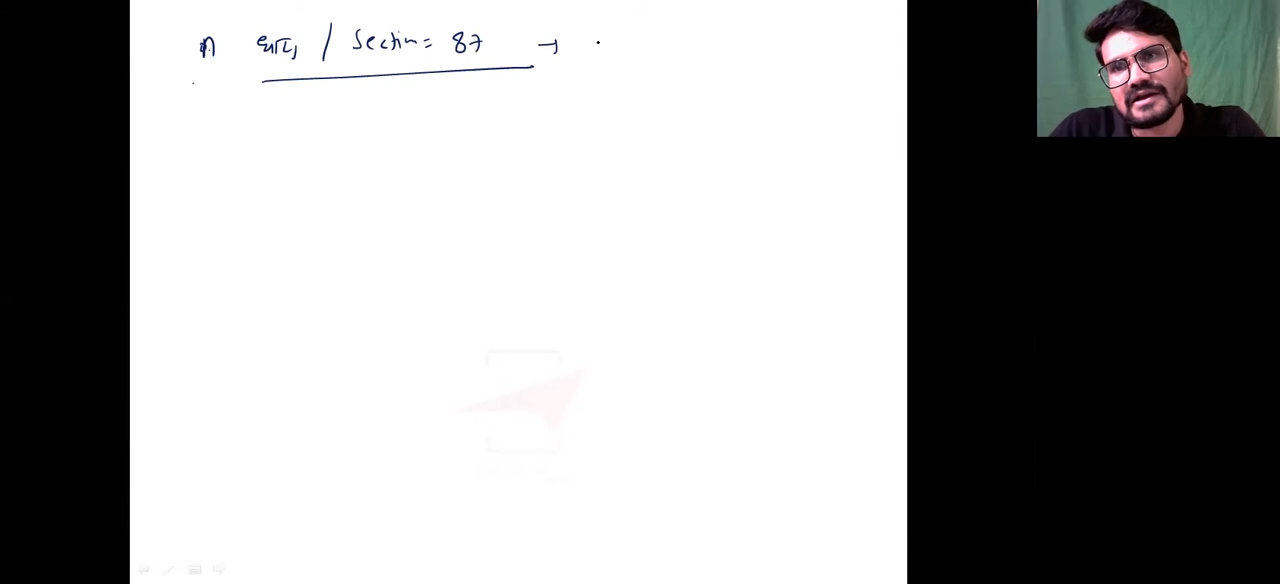 धारा / Section = 87 →